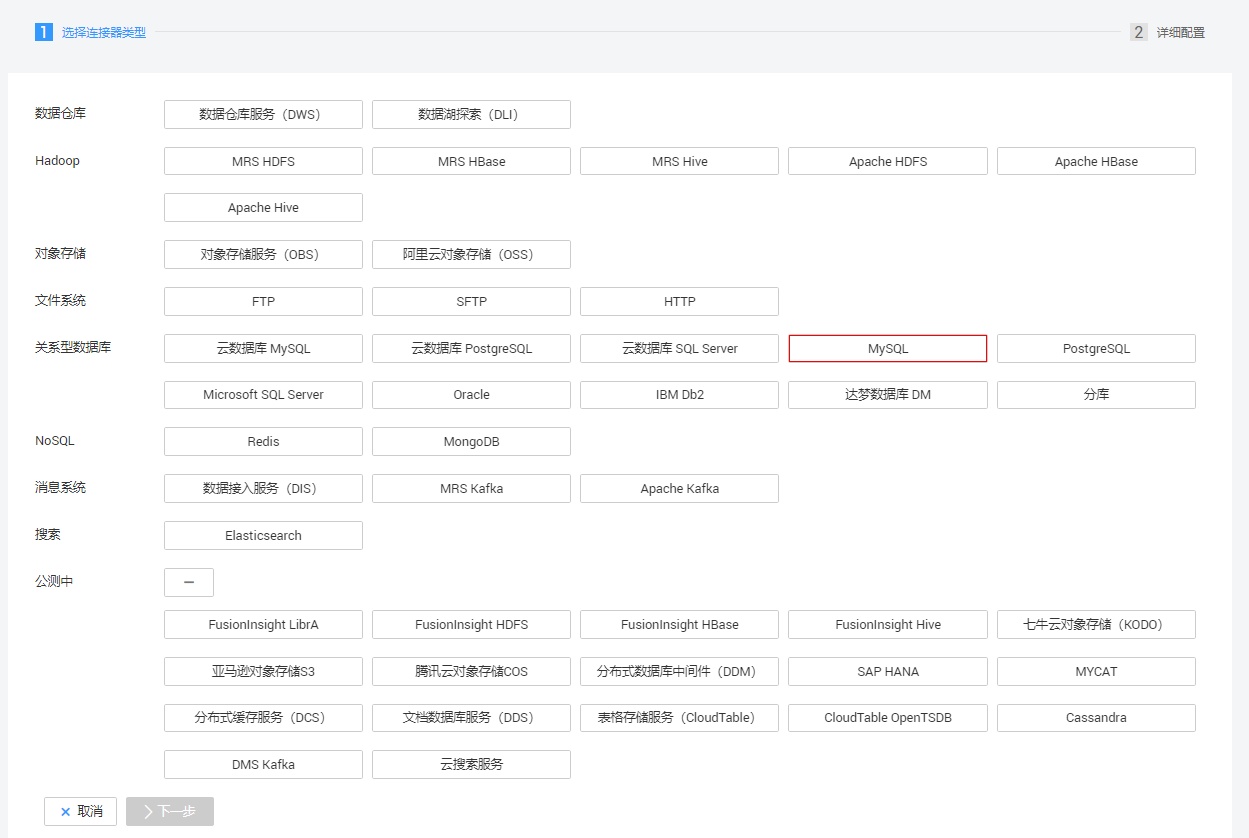 1 选择连接器类型 2 详细配置
数据仓库 数据仓库服务（DWS） 数据湖探索（DLI）
Hadoop MRS HDFS MRS HBase MRS Hive Apache HDFS Apache HBase
Apache Hive
对象存储 对象存储服务（OBS） 阿里云对象存储（OSS）
文件系统 FTP SFTP HTTP
关系型数据库 云数据库 MySQL 云数据库 PostgreSQL 云数据库 SQL Server MySQL PostgreSQL
Microsoft SQL Server Oracle IBM Db2 达梦数据库 DM 分库
NoSQL Redis MongoDB
消息系统 数据接入服务（DIS） MRS Kafka Apache Kafka
搜索 Elasticsearch
公测中
FusionInsight LibrA FusionInsight HDFS FusionInsight HBase FusionInsight Hive 七牛云对象存储（KODO）
亚马逊对象存储S3 腾讯云对象存储COS 分布式数据库中间件（DDM） SAP HANA MYCAT
分布式缓存服务（DCS） 文档数据库服务（DDS） 表格存储服务（CloudTable） CloudTable OpenTSDB Cassandra
DMS Kafka 云搜索服务
取消 下一步